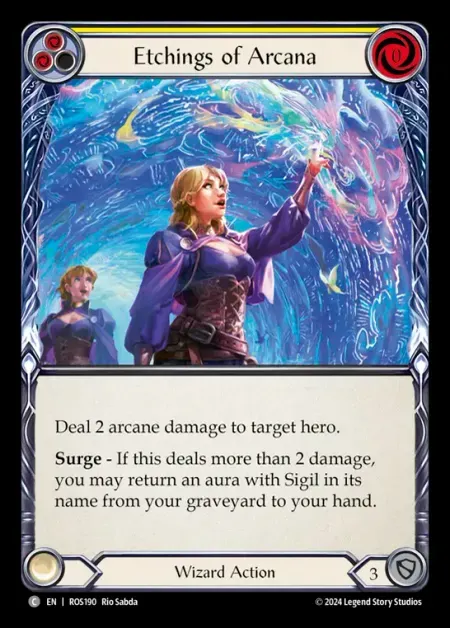 Etchings of Arcana
0
Deal 2 arcane damage to target hero.
Surge - If this deals more than 2 damage,
you may return an aura with Sigil in its
name from your graveyard to your hand.
Wizard Action
3
C EN | ROS190 Rio Sabda
© 2024 Legend Story Studios